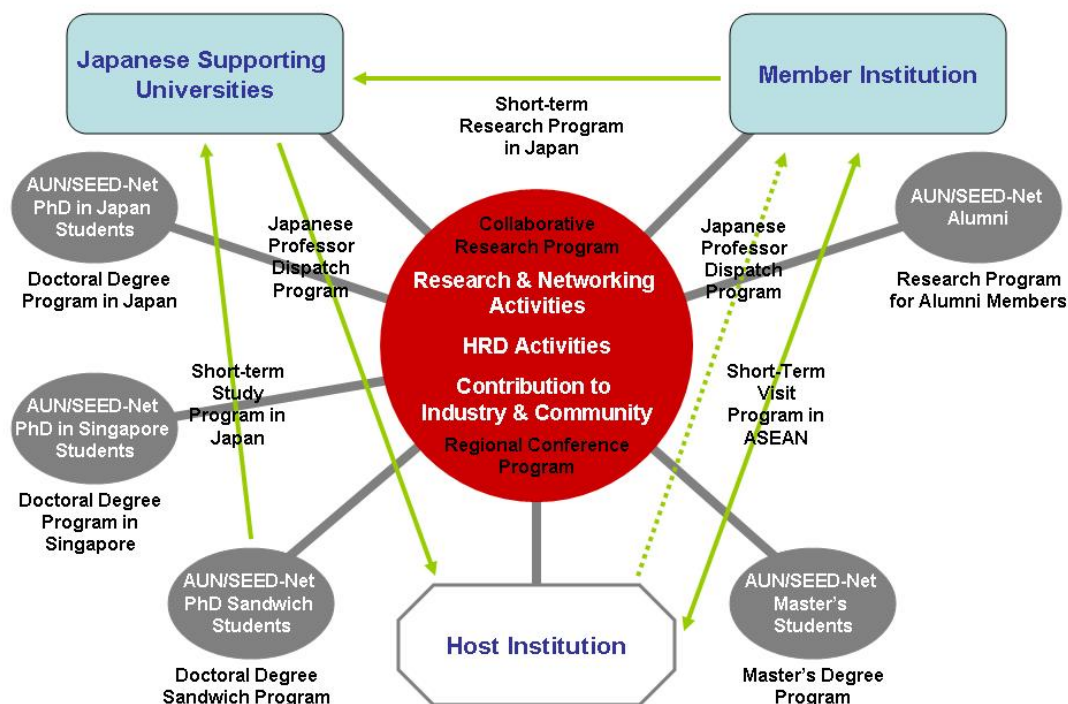 Japanese Supporting
Universities
Member Institution
Short-term
Research Program
in Japan
AUN/SEED-Net
PhD in Japan
Students
Doctoral Degree
Program in Japan
Japanese
Professor
Dispatch
Program
Collaborative
Research Program
Research & Networking
Activities
HRD Activities
Contribution to
Industry & Community
Regional Conference
Program
Japanese
Professor
Dispatch
Program
AUN/SEED-Net
Alumni
Research Program
for Alumni Members
Short-term
Study
Program in
Japan
Short-Term
Visit
Program in
ASEAN
AUN/SEED-Net
PhD in Singapore
Students
Doctoral Degree
Program in
Singapore
AUN/SEED-Net
PhD Sandwich
Students
Doctoral Degree
Sandwich Program
Host Institution
AUN/SEED-Net
Master's
Students
Master's Degree
Program